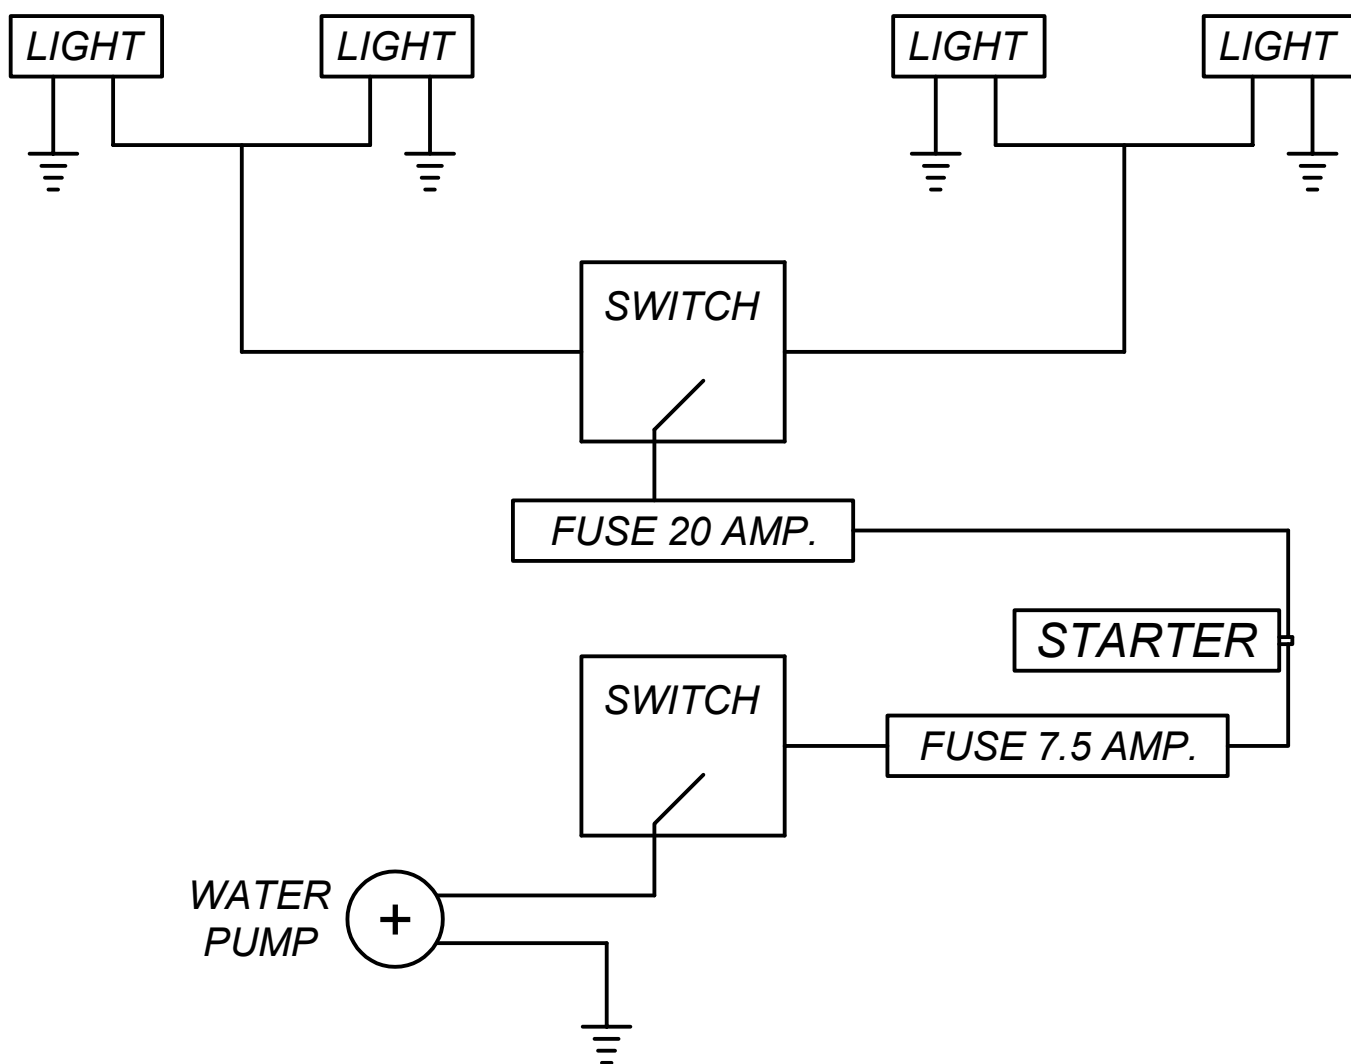 LIGHT
LIGHT
LIGHT
LIGHT
SWITCH
FUSE 20 AMP.
STARTER
SWITCH
FUSE 7.5 AMP.
WATER
PUMP
+